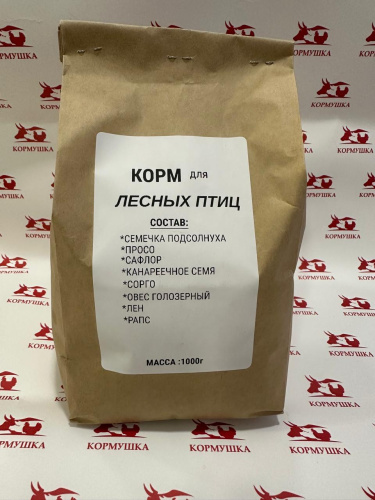 КОРМ для
ЛЕСНЫХ ПТИЦ
СОСТАВ:
*СЕМЕЧКА ПОДСОЛНУХА
*ПРОСО
*САФЛОР
*КАНАРЕЕЧНОЕ СЕМЯ
*СОРГО
*ОВЕС ГОЛОЗЕРНЫЙ
*ЛЕН
*РАПС
МАССА :1000г
КОРМУШКА